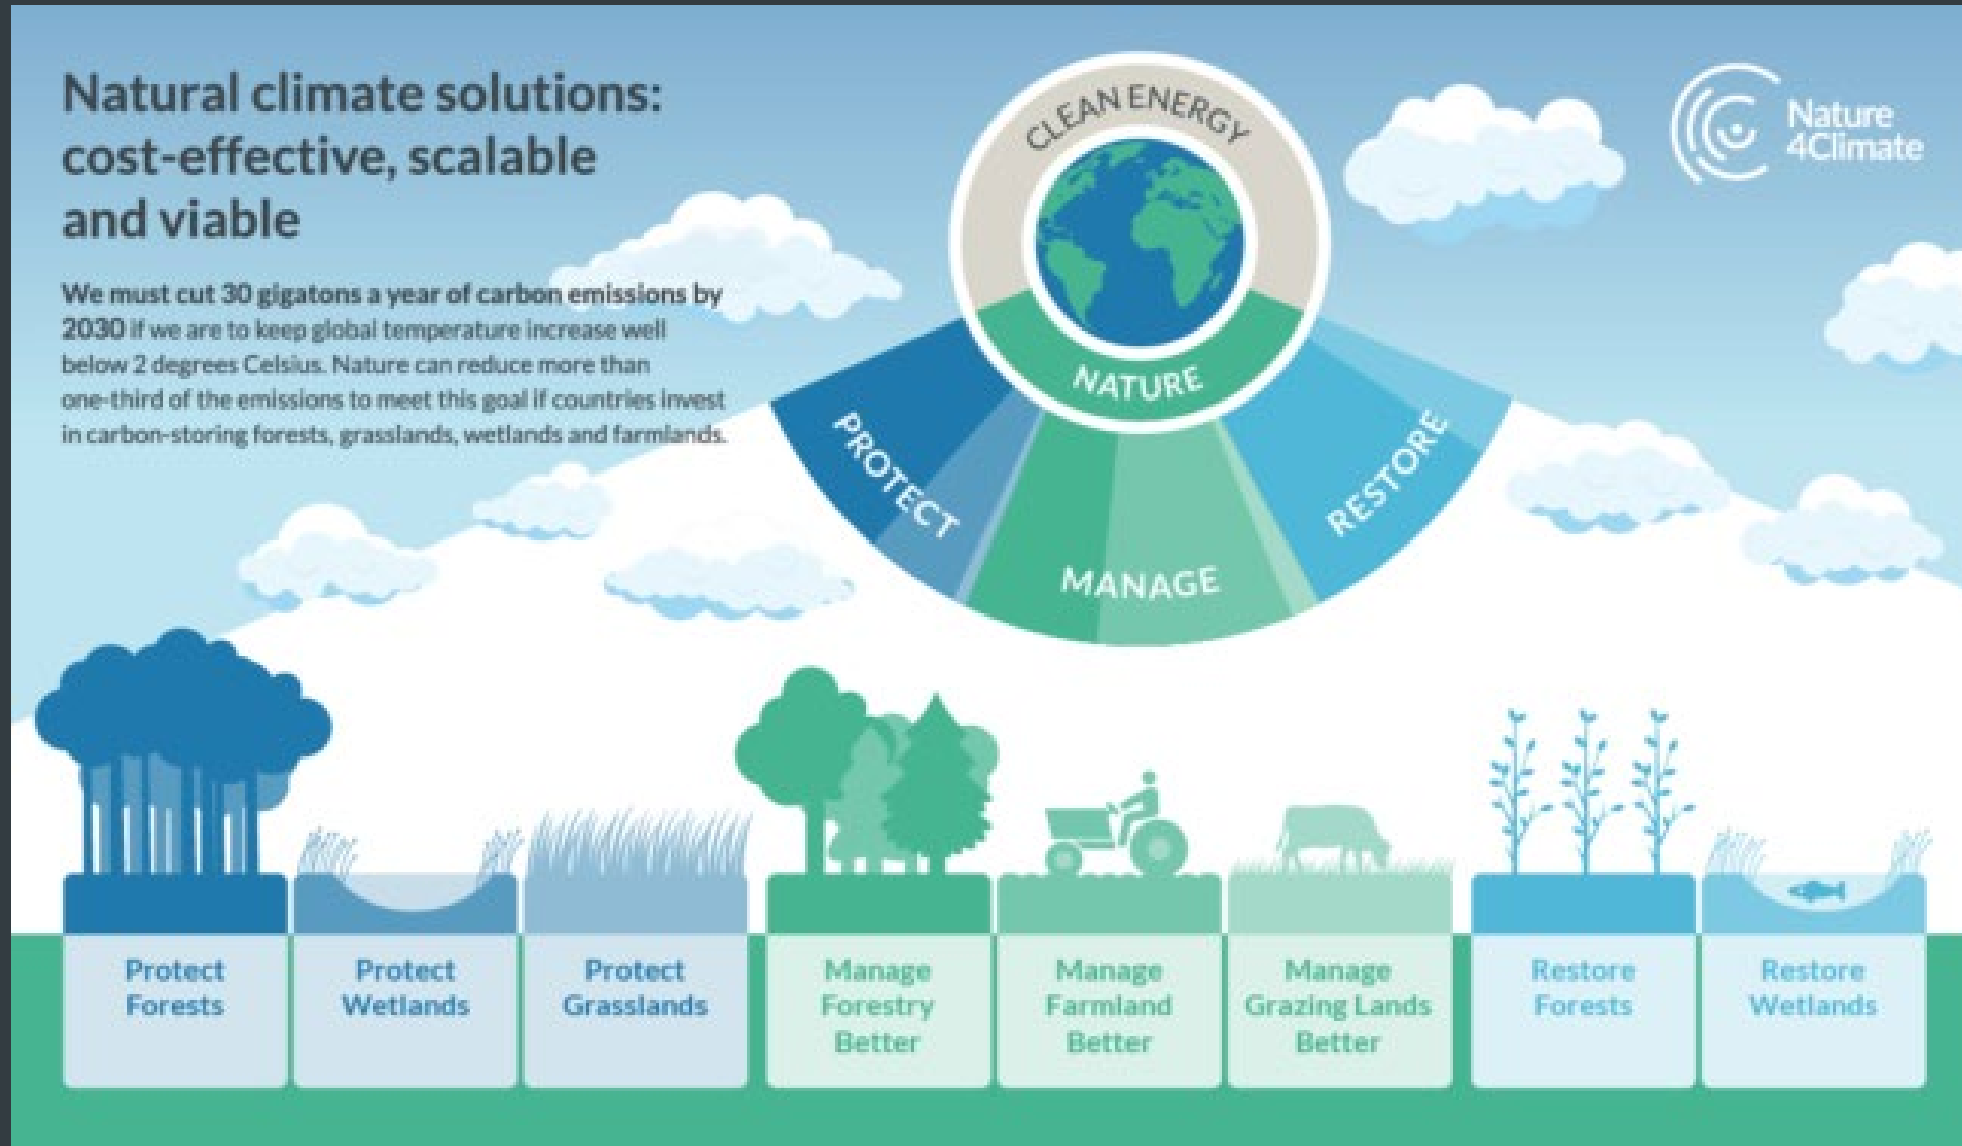 Natural climate solutions:
cost-effective, scalable
and viable
We must cut 30 gigatons a year of carbon emissions by
2030 if we are to keep global temperature increase well
below 2 degrees Celsius. Nature can reduce more than
one-third of the emissions to meet this goal if countries invest
in carbon-storing forests, grasslands, wetlands and farmlands.
CLEAN ENERGY
NATURE
PROTECT
MANAGE
RESTORE
Nature
4Climate
Protect
Forests
Protect
Wetlands
Protect
Grasslands
Manage
Forestry
Better
Manage
Farmland
Better
Manage
Grazing Lands
Better
Restore
Forests
Restore
Wetlands